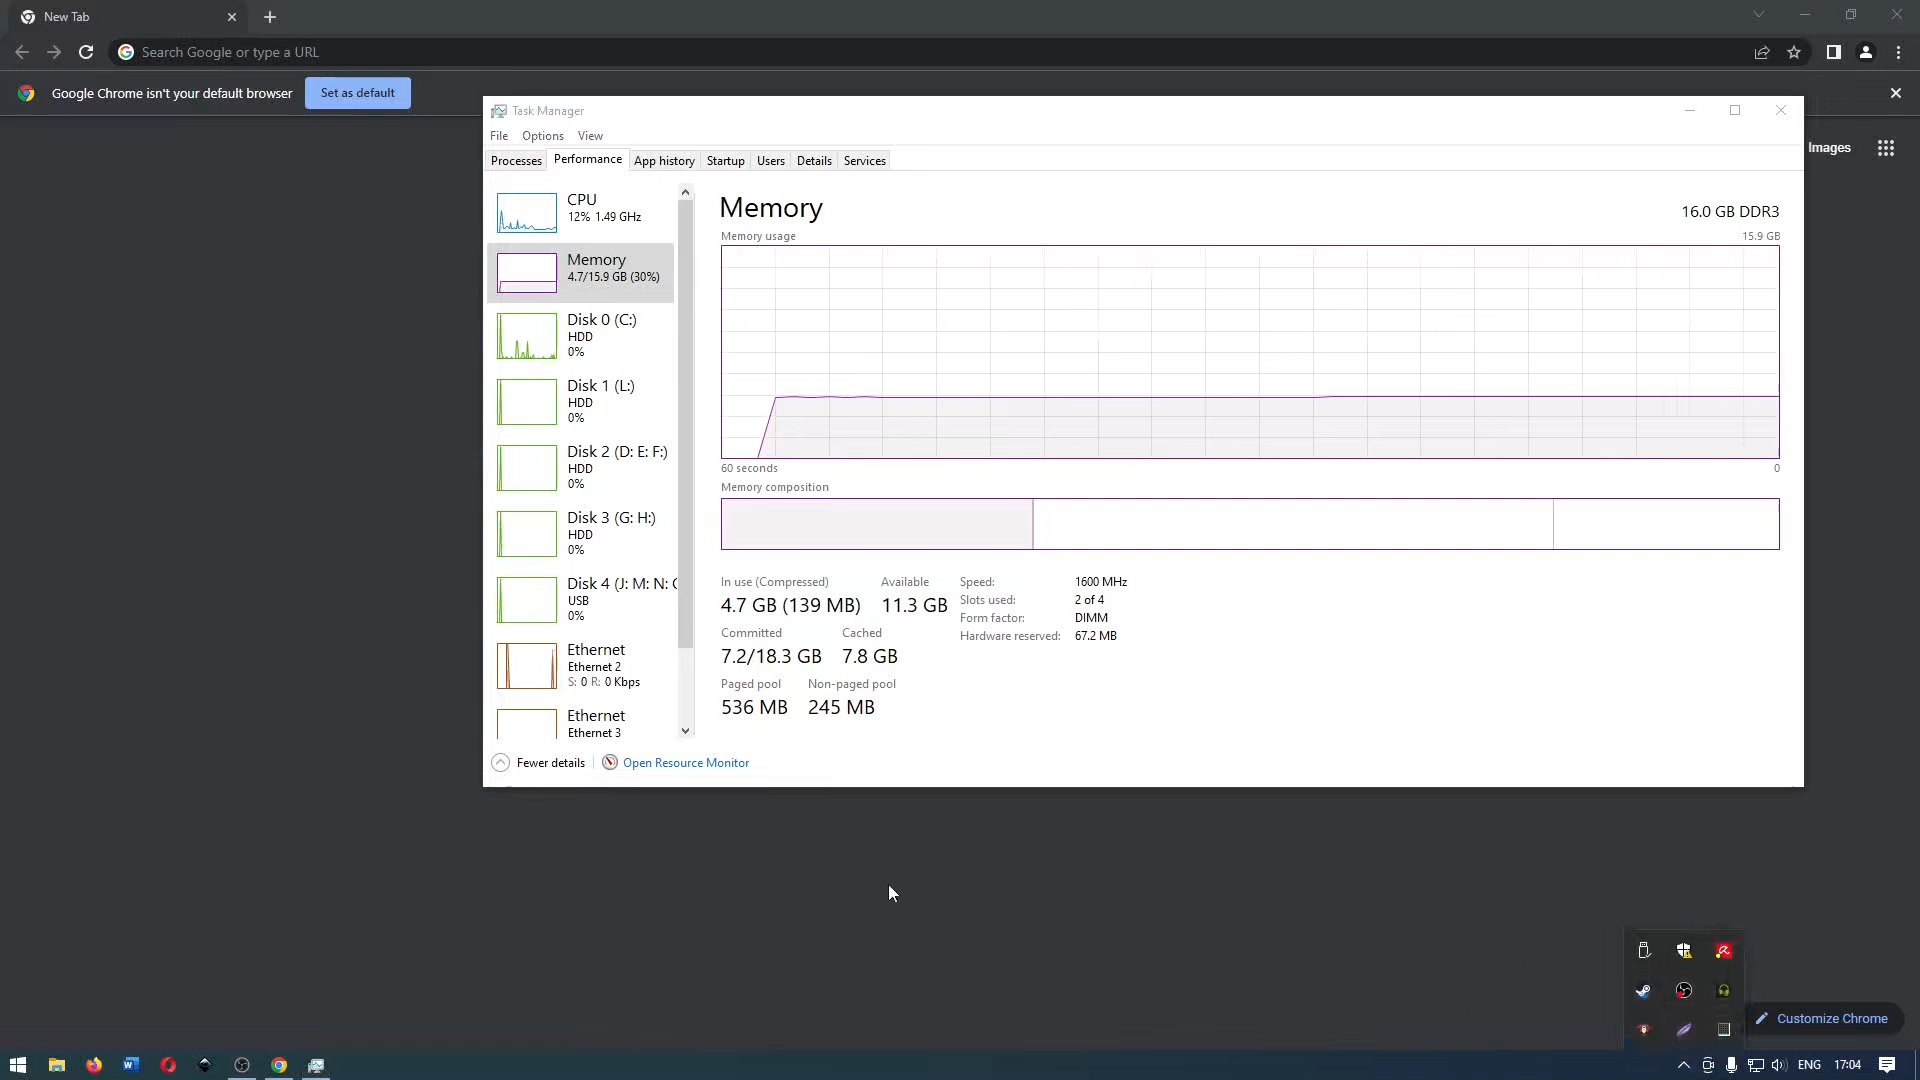 New Tab
Search Google or type a URL
Google Chrome isn't your default browser
Set as default
Images
Task Manager
File Options View
Processes Performance App history Startup Users Details Services
CPU
12% 1.49 GHz
Memory
4.7/15.9 GB (30%)
Disk 0 (C:)
HDD
0%
Disk 1 (L:)
HDD
0%
Disk 2 (D: E: F:)
HDD
0%
Disk 3 (G: H:)
HDD
0%
Disk 4 (J: M: N:
USB
0%
Ethernet
Ethernet 2
S: 0 R: 0 Kbps
Ethernet
Ethernet 3
Memory
16.0 GB DDR3
Memory usage
15.9 GB
60 seconds
0
Memory composition
In use (Compressed)
4.7 GB (139 MB)
Available
11.3 GB
Committed
7.2/18.3 GB
Cached
7.8 GB
Paged pool
536 MB
Non-paged pool
245 MB
Speed: 1600 MHz
Slots used: 2 of 4
Form factor: DIMM
Hardware reserved: 67.2 MB
Fewer details
Open Resource Monitor
Customize Chrome
ENG 17:04